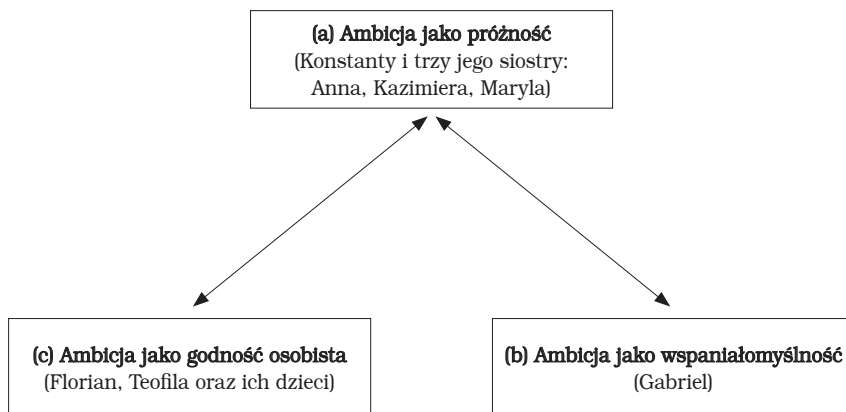 (a) Ambicja jako próżność
(Konstanty i trzy jego siostry:
Anna, Kazimiera, Maryla)
(c) Ambicja jako godność osobista
(Florian, Teofila oraz ich dzieci)
(b) Ambicja jako wspaniałomyślność
(Gabriel)